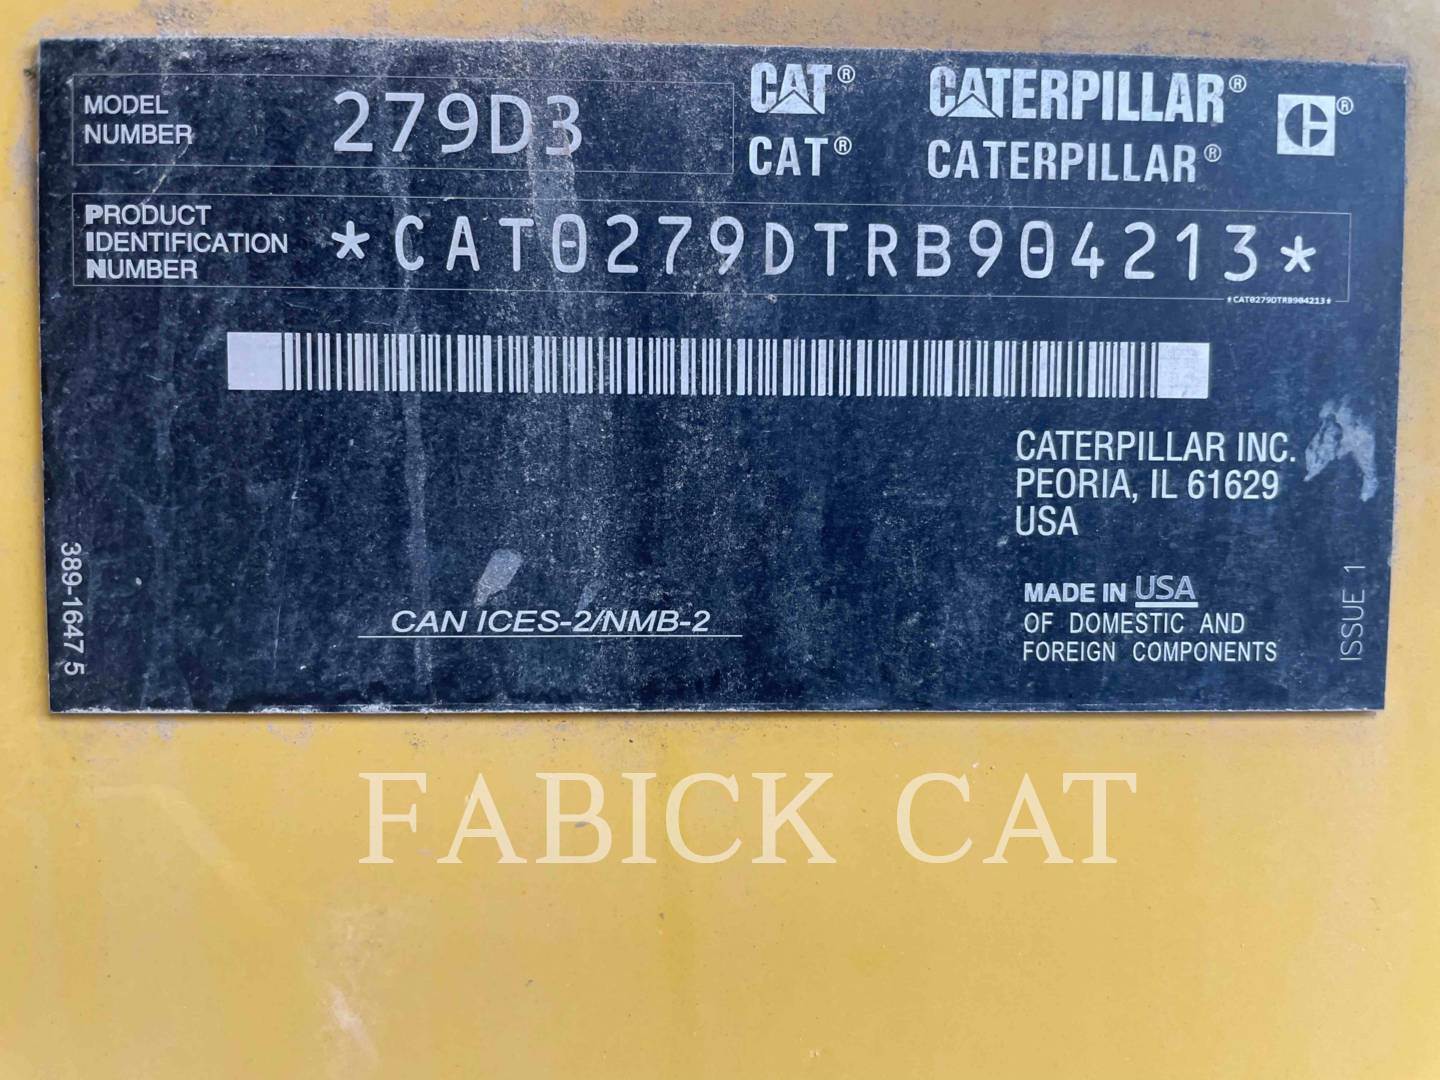 MODEL
NUMBER
279D3
CAT® CATERPILLAR® ®
CAT® CATERPILLAR®
PRODUCT
IDENTIFICATION
NUMBER
*CAT0279DTRB904213*
*CAT0279DTRB904213*
CATERPILLAR INC.
PEORIA, IL 61629
USA
MADE IN USA
OF DOMESTIC AND
FOREIGN COMPONENTS
CAN ICES-2/NMB-2
389-1647 5
ISSUE 1
FABICK CAT